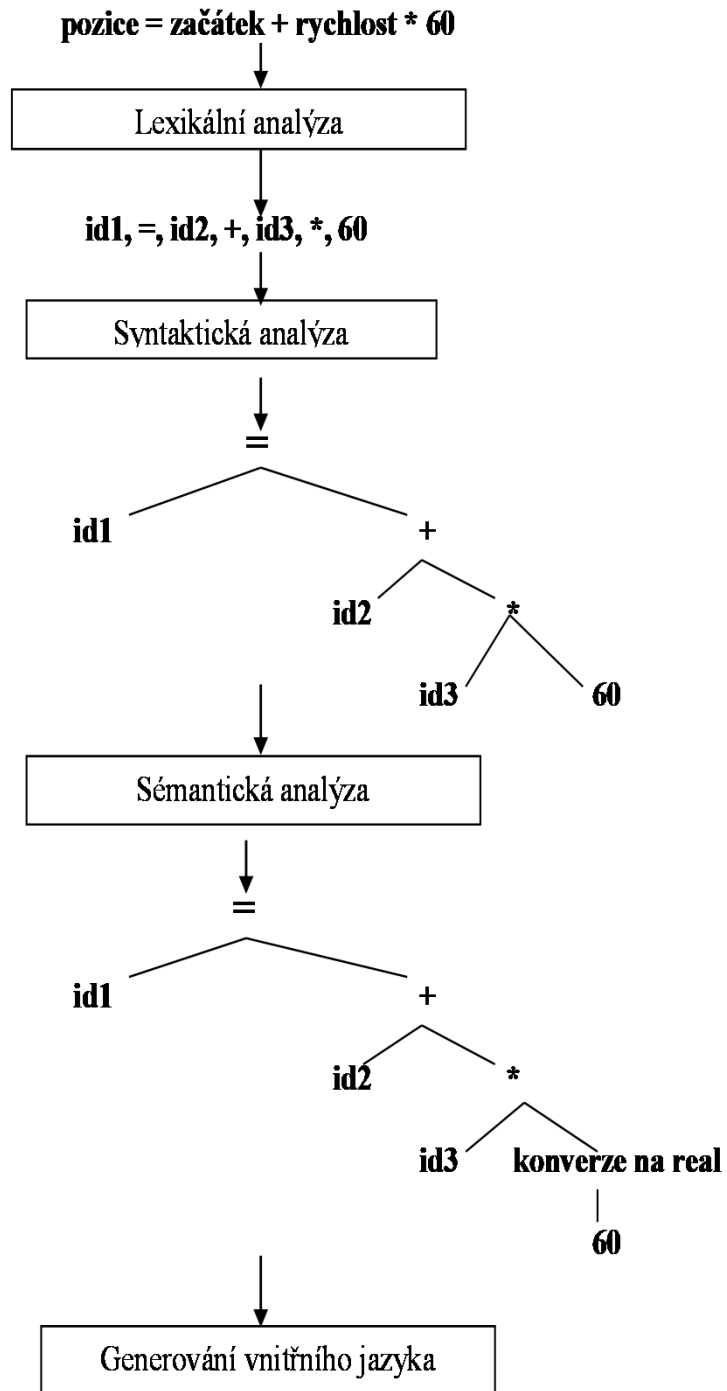 pozice = začátek + rychlost * 60
Lexikální analýza
id1, =, id2, +, id3, *, 60
Syntaktická analýza
=
id1 +
id2 *
id3 60
Sémantická analýza
=
id1 +
id2 *
id3 konverze na real
60
Generování vnitřního jazyka